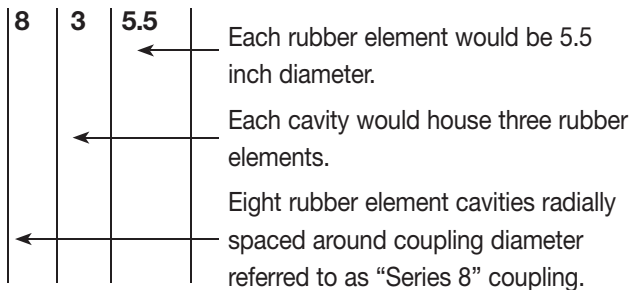 8 3 5.5
Each rubber element would be 5.5
inch diameter.
Each cavity would house three rubber
elements.
Eight rubber element cavities radially
spaced around coupling diameter
referred to as “Series 8” coupling.